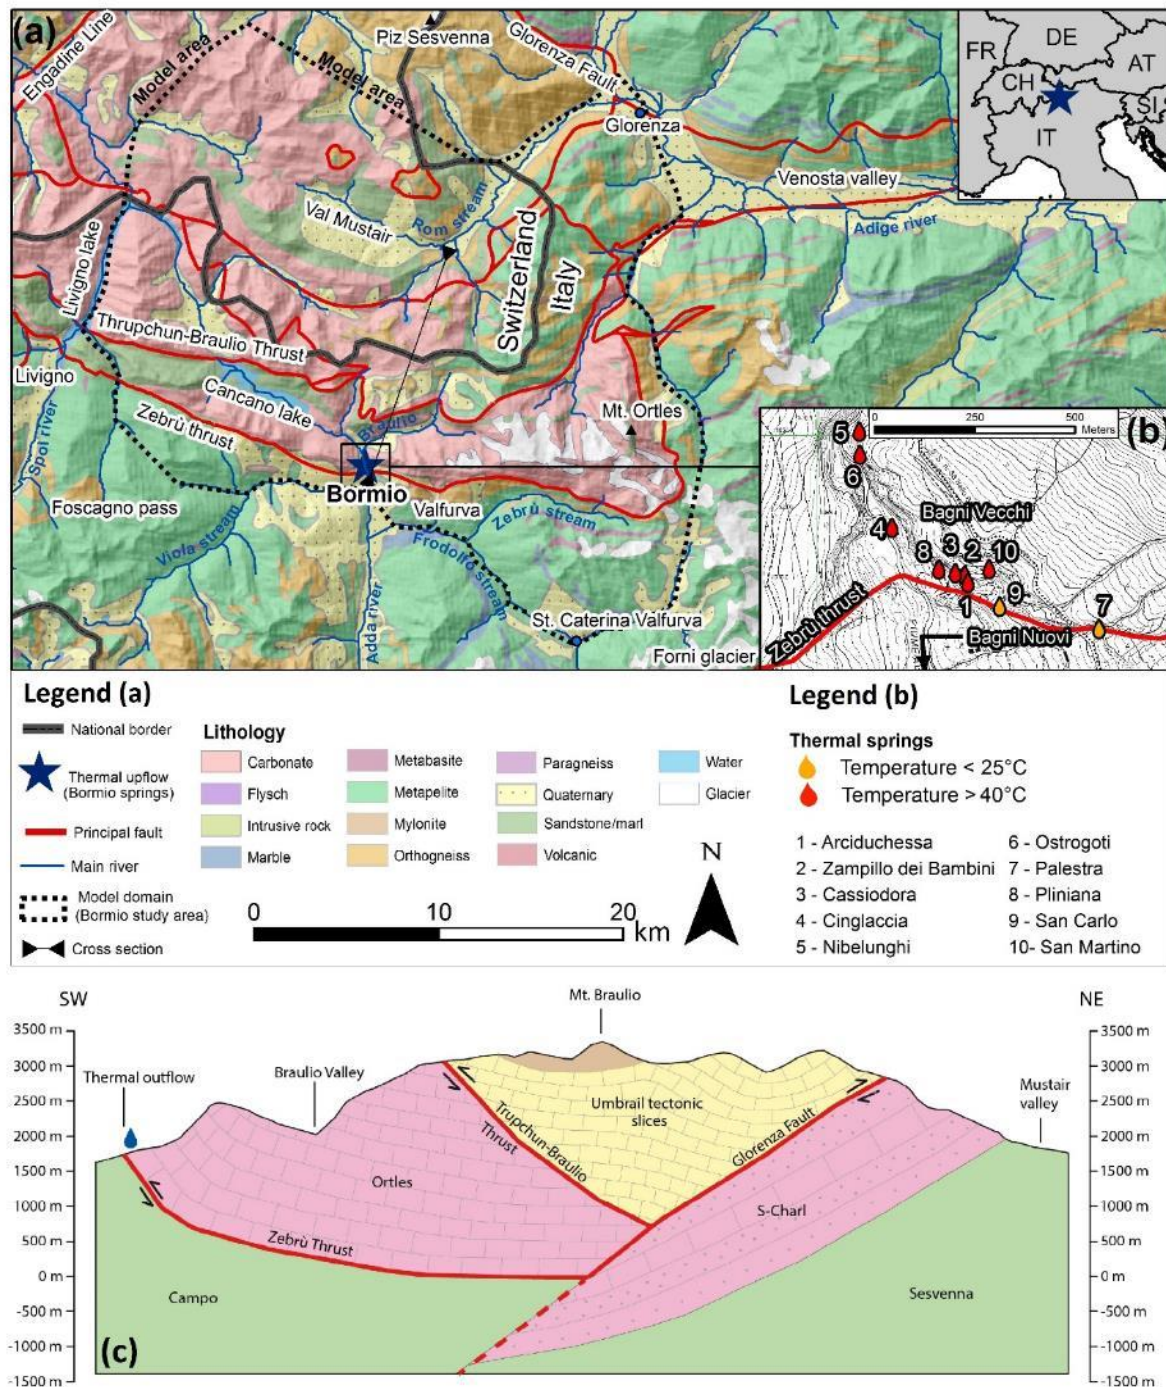 (a)
Engadine Line
Model area
Piz Sesvenna
Model area
Glorenza Fault
Glorenza
FR
DE
AT
CH
SI
IT
Venosta valley
Adige river
Val Mustair
Rom stream
Switzerland
Italy
Livigno lake
Thrupchun-Braulio Thrust
Livigno
Cancano lake
Braulio
Mt. Ortles
Zebrù thrust
Spol river
Bormio
Foscagno pass
Valfurva
Zebrù stream
Viola stream
Frodolfo stream
Adda river
St. Caterina Valfurva
Forni glacier
0 250 500
Meters
(b)
5
6
Bagni Vecchi
4
3
2
8
10
1
9
7
Zebrù thrust
Bagni Nuovi
Legend (a)
National border
Thermal upflow
(Bormio springs)
Principal fault
Main river
Model domain
(Bormio study area)
Cross section
Lithology
Carbonate
Flysch
Intrusive rock
Marble
Metabasite
Metapelite
Mylonite
Orthogneiss
Paragneiss
Quaternary
Sandstone/marl
Volcanic
Water
Glacier
0 10 20
km
N
Legend (b)
Thermal springs
Temperature < 25°C
Temperature > 40°C
1 - Arciduchessa
2 - Zampillo dei Bambini
3 - Cassiodora
4 - Cinglaccia
5 - Nibelunghi
6 - Ostrogoti
7 - Palestra
8 - Pliniana
9 - San Carlo
10- San Martino
SW
Mt. Braulio
NE
3500 m
3000 m
2500 m
2000 m
1500 m
1000 m
500 m
0 m
-500 m
-1000 m
-1500 m
Thermal outflow
Braulio Valley
Umbrail tectonic
slices
Mustair
valley
Trupchun-Braulio
Thrust
Glorenza Fault
Ortles
S-Charl
Zebrù Thrust
Campo
Sesvenna
(c)
3500 m
3000 m
2500 m
2000 m
1500 m
1000 m
500 m
0 m
-500 m
-1000 m
-1500 m